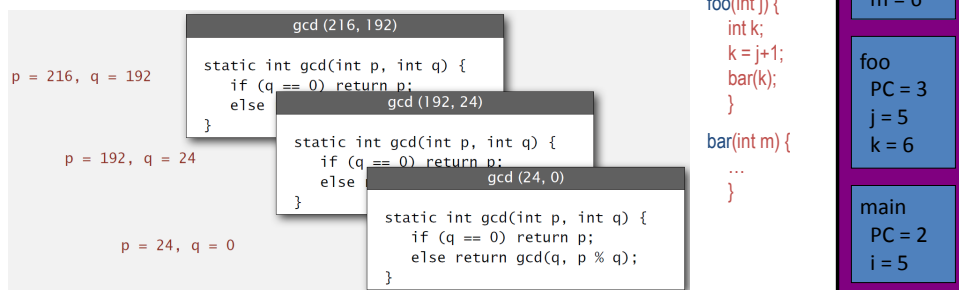 gcd (216, 192)
p = 216, q = 192
static int gcd(int p, int q) {
if (q == 0) return p;
else
}
gcd (192, 24)
p = 192, q = 24
static int gcd(int p, int q) {
if (q == 0) return p;
else
}
gcd (24, 0)
p = 24, q = 0
static int gcd(int p, int q) {
if (q == 0) return p;
else return gcd(q, p % q);
}
foo(int j) {
int k;
k = j+1;
bar(k);
}
bar(int m) {
...
}
m = 6
foo
PC = 3
j = 5
k = 6
main
PC = 2
i = 5